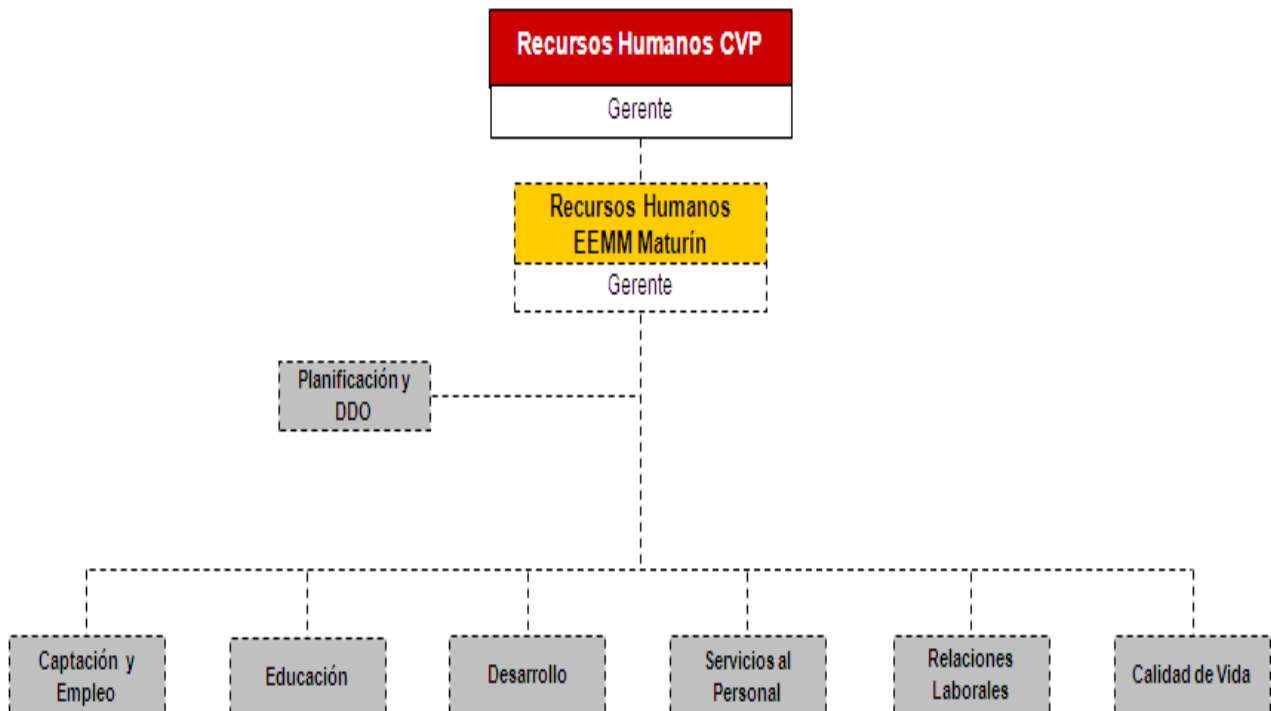 Recursos Humanos CVP
Gerente
Recursos Humanos
EEMM Maturín
Gerente
Planificación y
DDO
Captación y
Empleo
Educación
Desarrollo
Servicios al
Personal
Relaciones
Laborales
Calidad de Vida